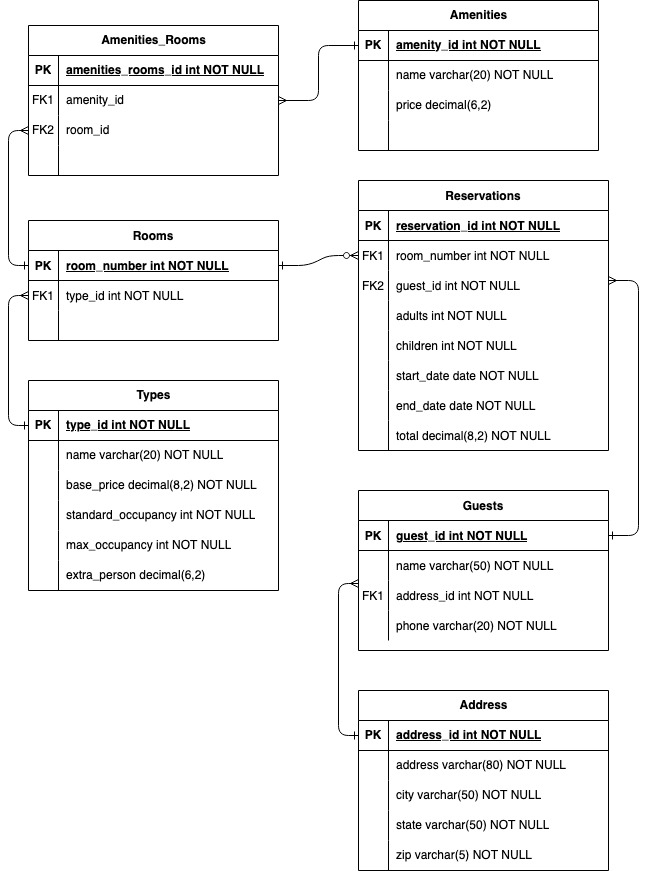 Amenities_Rooms
PK amenities_rooms_id int NOT NULL
FK1 amenity_id
FK2 room_id
Amenities
PK amenity_id int NOT NULL
name varchar(20) NOT NULL
price decimal(6,2)
Rooms
PK room_number int NOT NULL
FK1 type_id int NOT NULL
Reservations
PK reservation_id int NOT NULL
FK1 room_number int NOT NULL
FK2 guest_id int NOT NULL
adults int NOT NULL
children int NOT NULL
start_date date NOT NULL
end_date date NOT NULL
total decimal(8,2) NOT NULL
Types
PK type_id int NOT NULL
name varchar(20) NOT NULL
base_price decimal(8,2) NOT NULL
standard_occupancy int NOT NULL
max_occupancy int NOT NULL
extra_person decimal(6,2)
Guests
PK guest_id int NOT NULL
name varchar(50) NOT NULL
FK1 address_id int NOT NULL
phone varchar(20) NOT NULL
Address
PK address_id int NOT NULL
address varchar(80) NOT NULL
city varchar(50) NOT NULL
state varchar(50) NOT NULL
zip varchar(5) NOT NULL